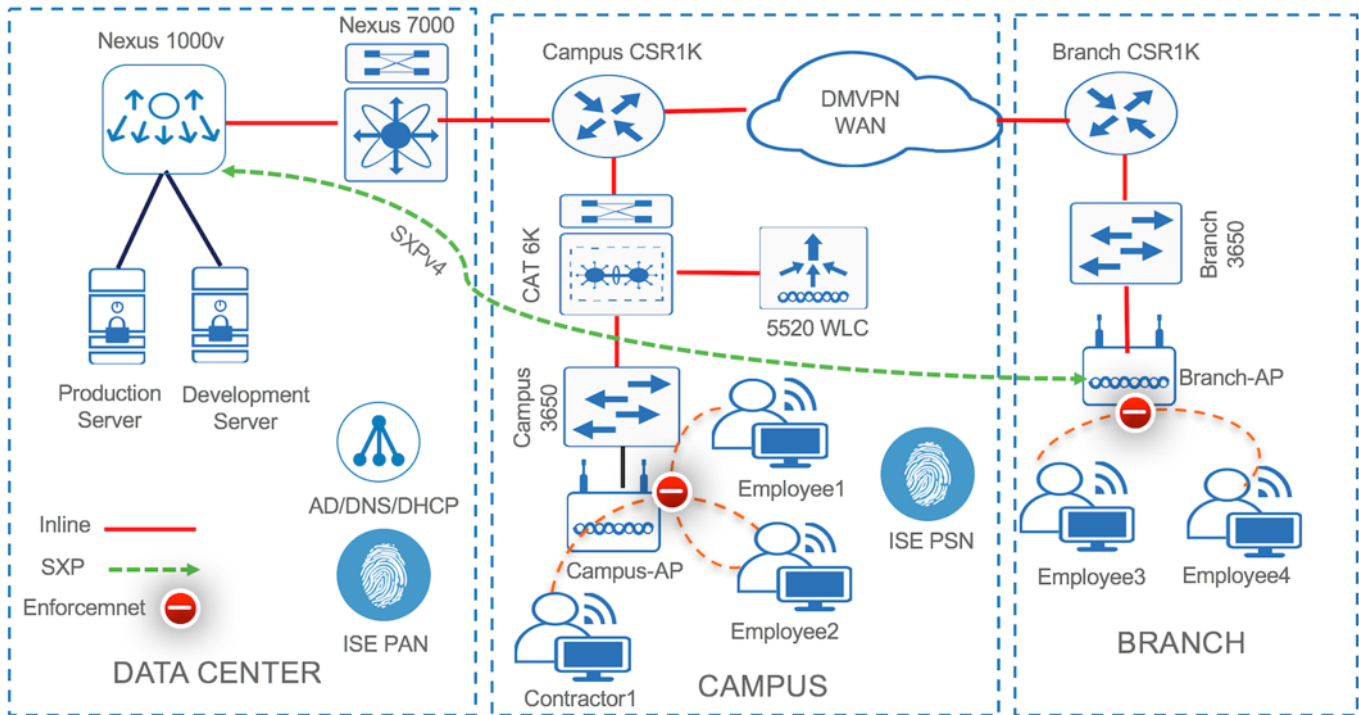 Nexus 1000v
Nexus 7000
SXPv4
Production
Server
Development
Server
AD/DNS/DHCP
ISE PAN
Inline
SXP
Enforcemnet
DATA CENTER
Campus CSR1K
DMVPN
WAN
CAT 6K
5520 WLC
Campus
3650
Employee1
Campus-AP
Employee2
Contractor1
ISE PSN
CAMPUS
Branch CSR1K
Branch
3650
Branch-AP
Employee3
Employee4
BRANCH